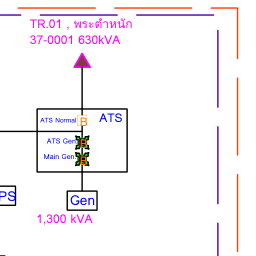 TR.01 , พระตำหนัก
37-0001 630kVA
ATS Normal B ATS
ATS Gen
Main Gen
PS
Gen
1,300 kVA